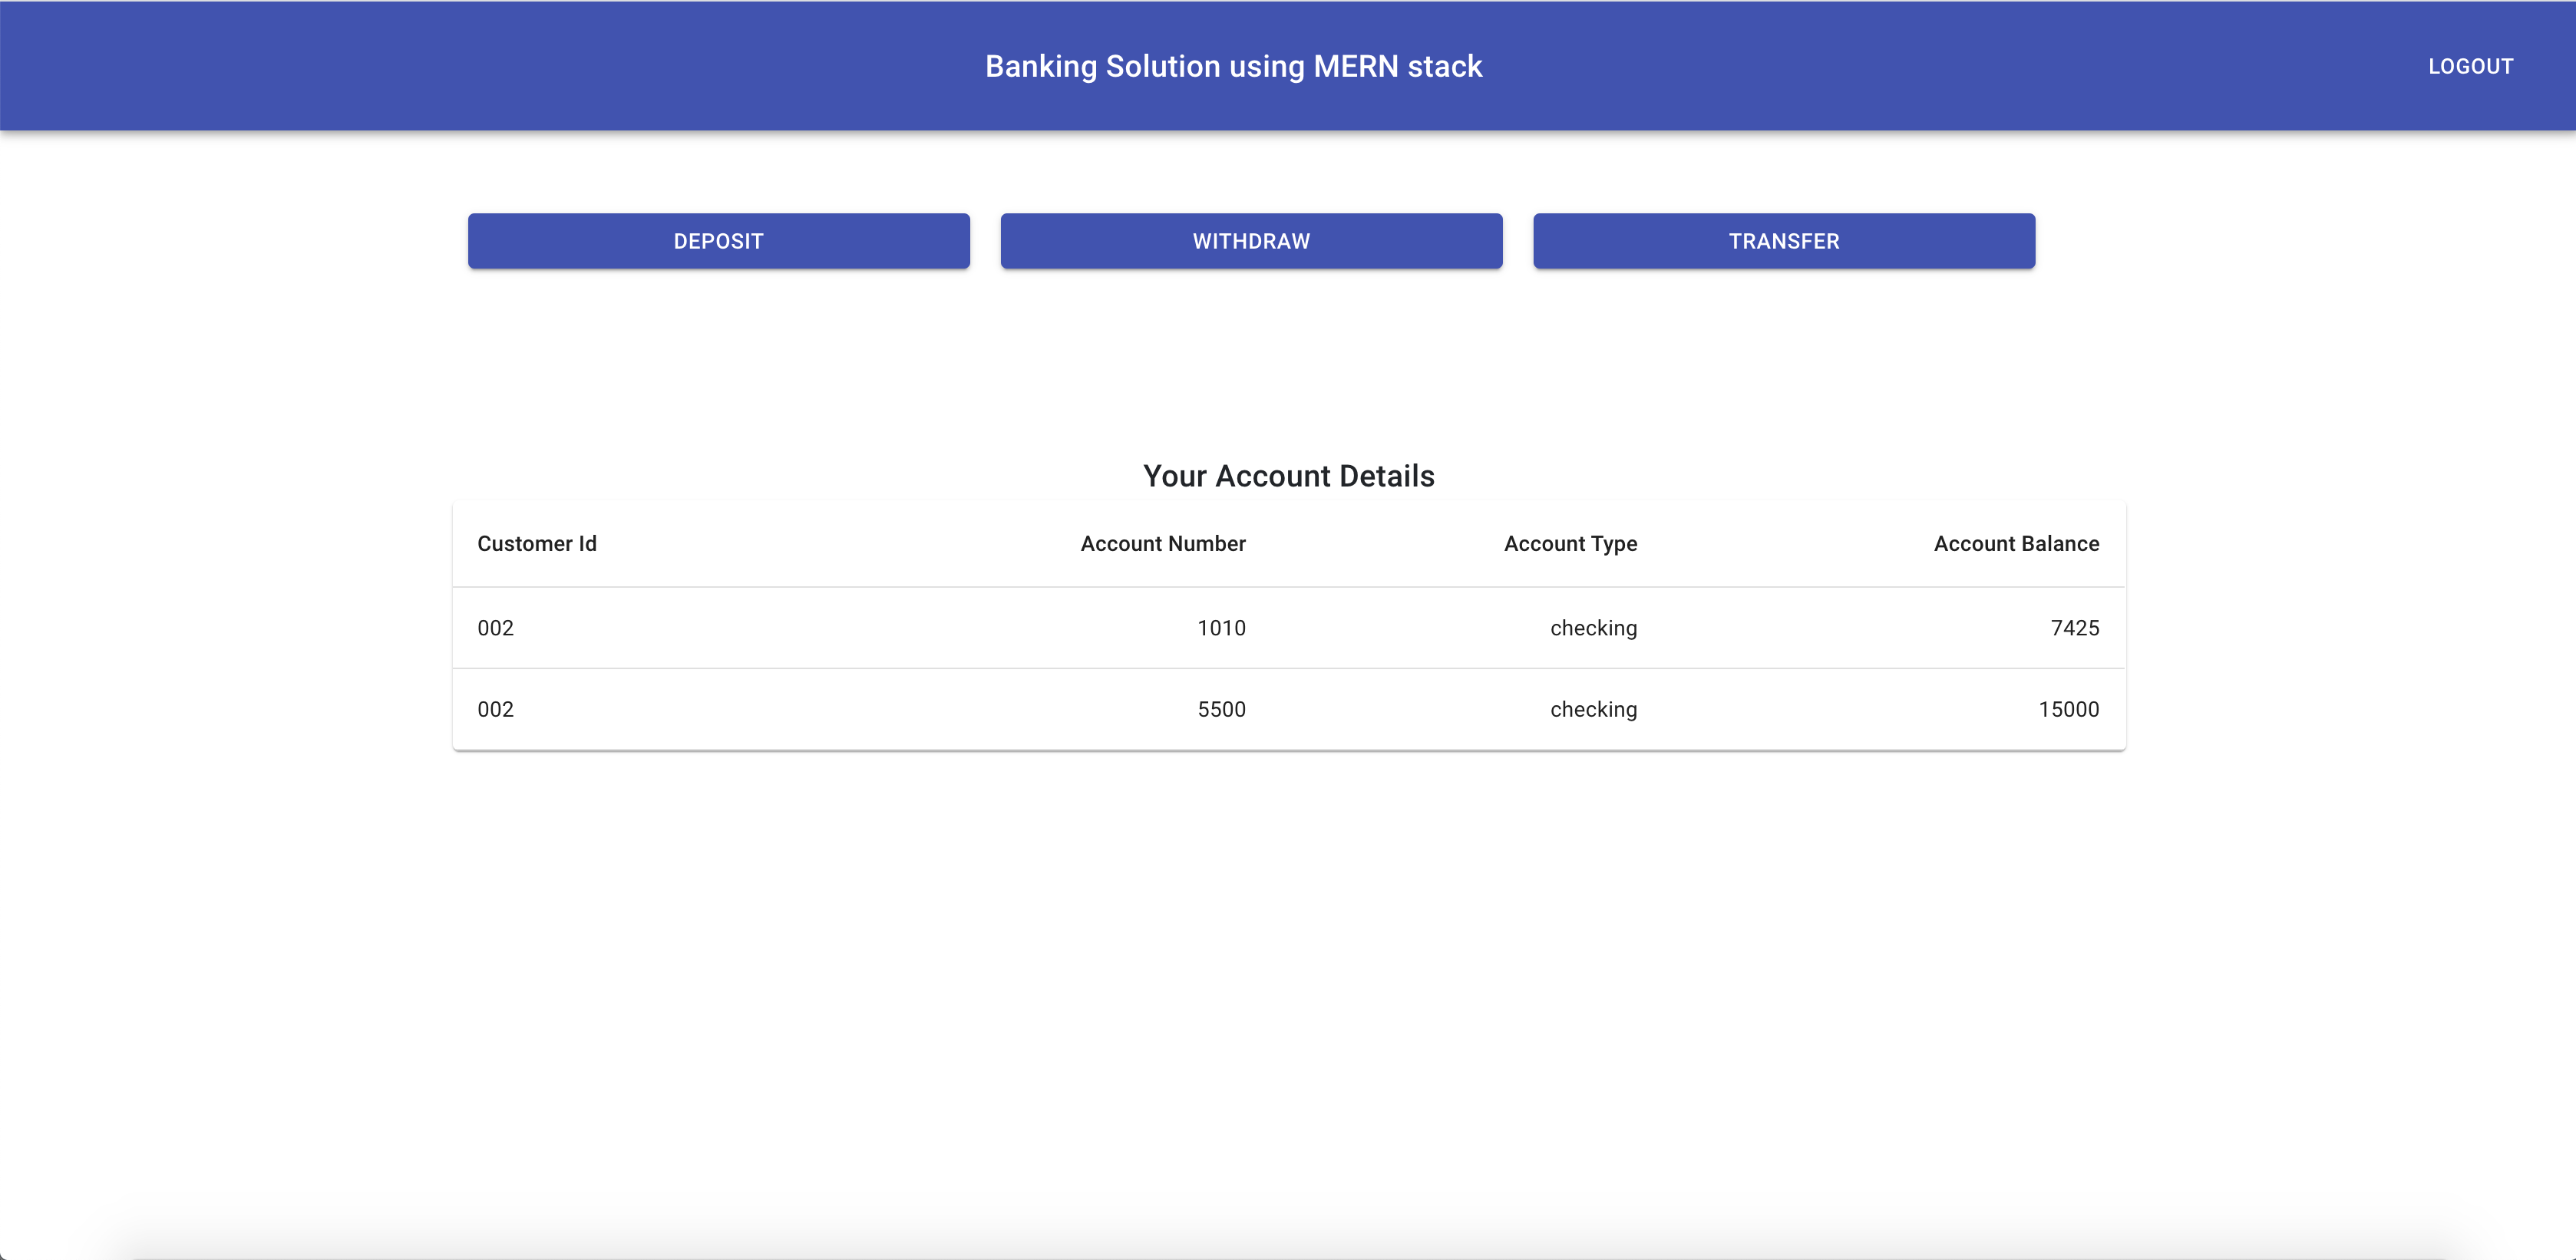 Banking Solution using MERN stack LOGOUT
DEPOSIT WITHDRAW TRANSFER
Your Account Details
Customer Id Account Number Account Type Account Balance
002 1010 checking 7425
002 5500 checking 15000